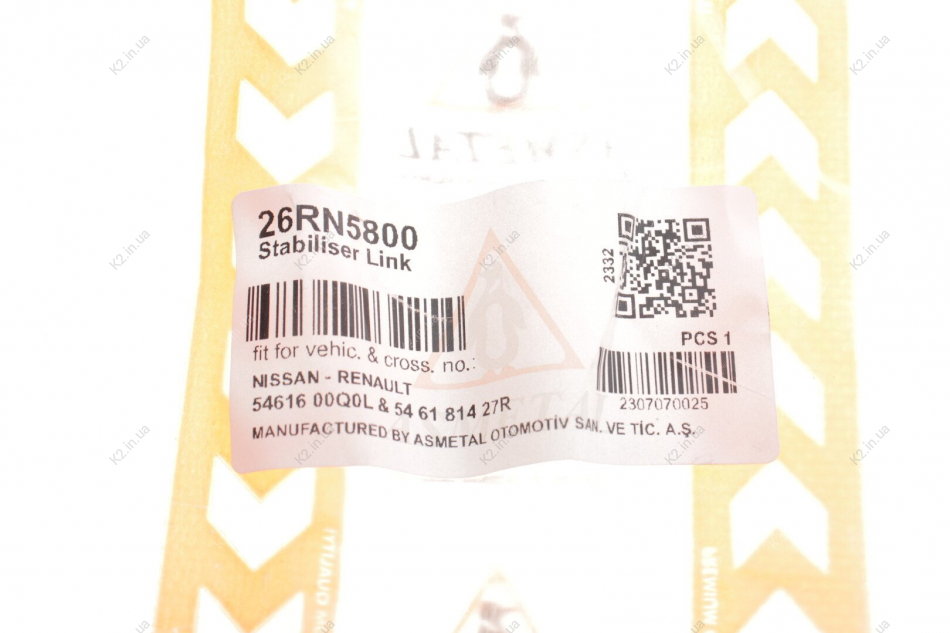 26RN5800
Stabiliser Link
2332
PCS 1
fit for vehic. & cross. no.:
NISSAN - RENAULT
54616 00Q0L & 54 61 814 27R
2307070025
MANUFACTURED BY ASMETAL OTOMOTİV SAN. VE TİC. A.Ş.
ASMETAL
K2.in.ua